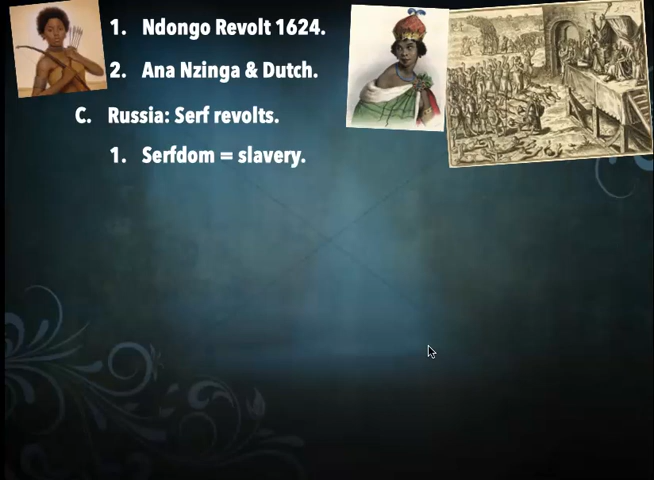 1. Ndongo Revolt 1624.
2. Ana Nzinga & Dutch.
C. Russia: Serf revolts.
1. Serfdom = slavery.